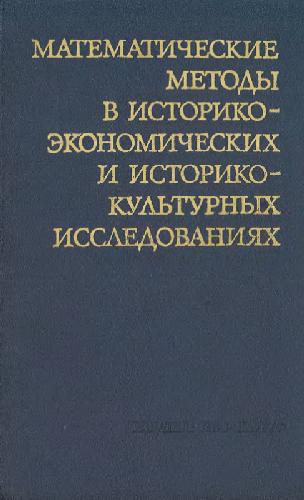 МАТЕМАТИЧЕСКИЕ
МЕТОДЫ
В ИСТОРИКО-
ЭКОНОМИЧЕСКИХ
И ИСТОРИКО-
КУЛЬТУРНЫХ
ИССЛЕДОВАНИЯХ